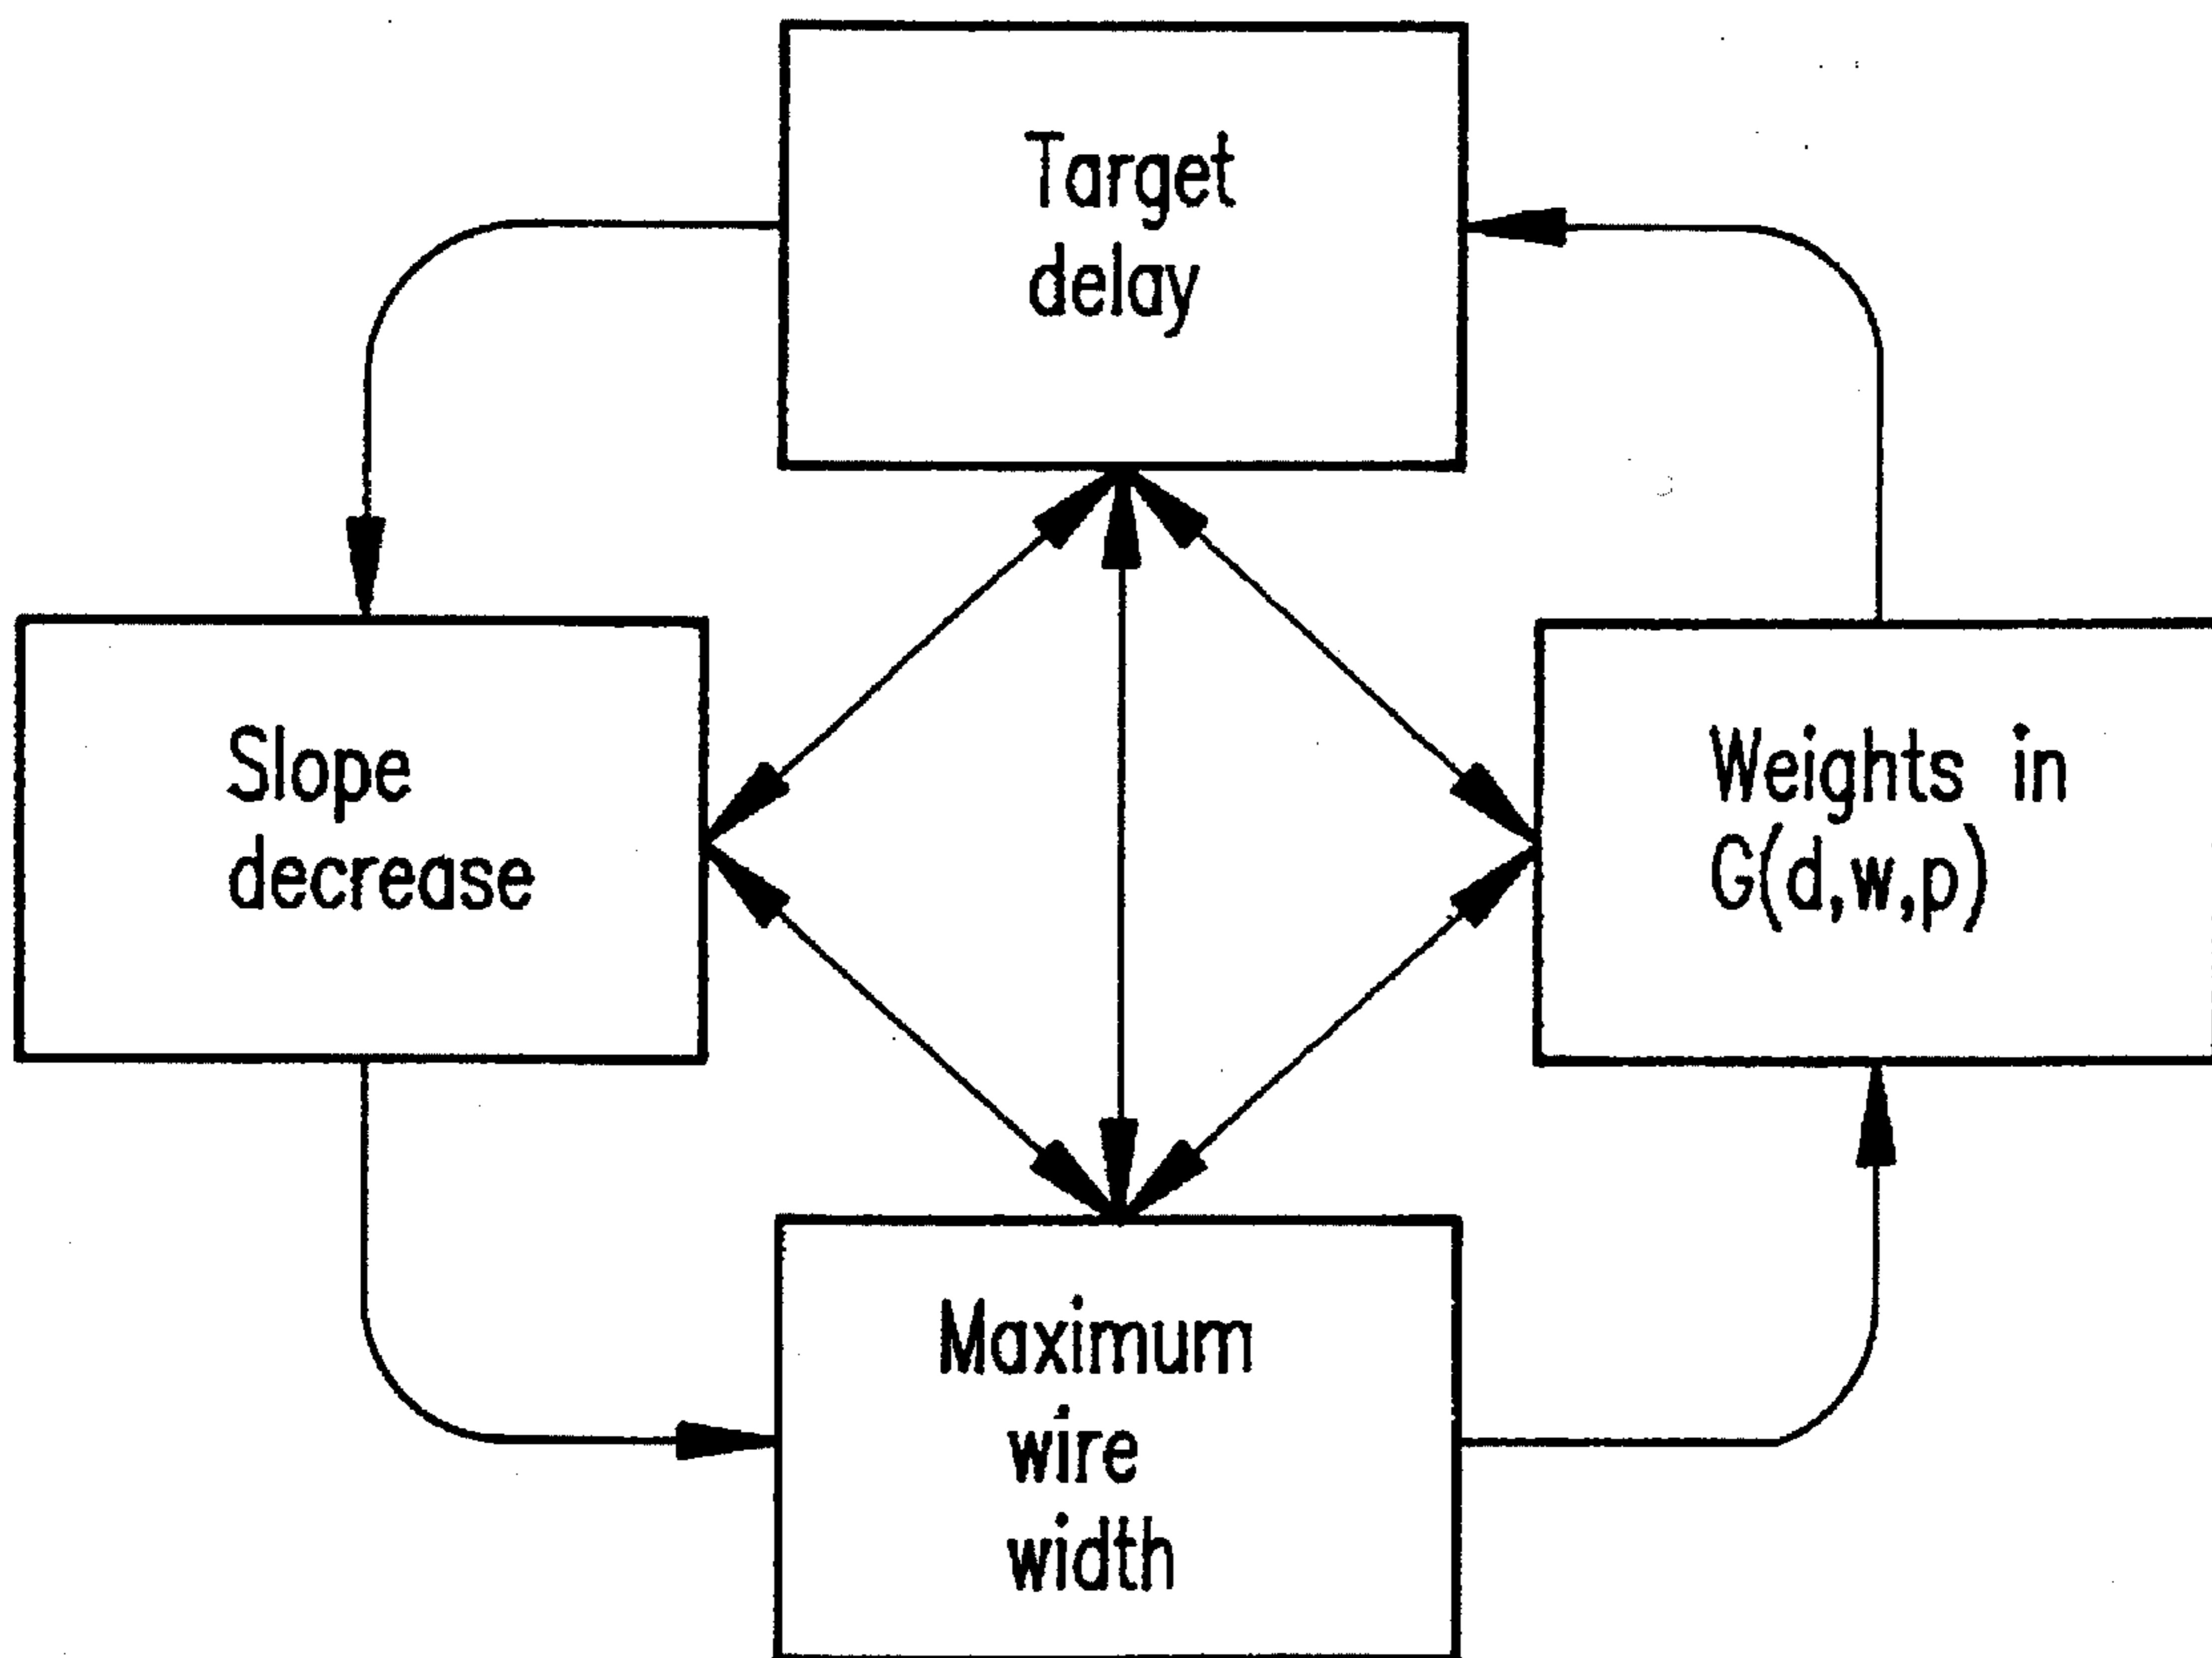 Target
delay
Slope
decrease
Weights in
G(d,w,p)
Maximum
wire
width